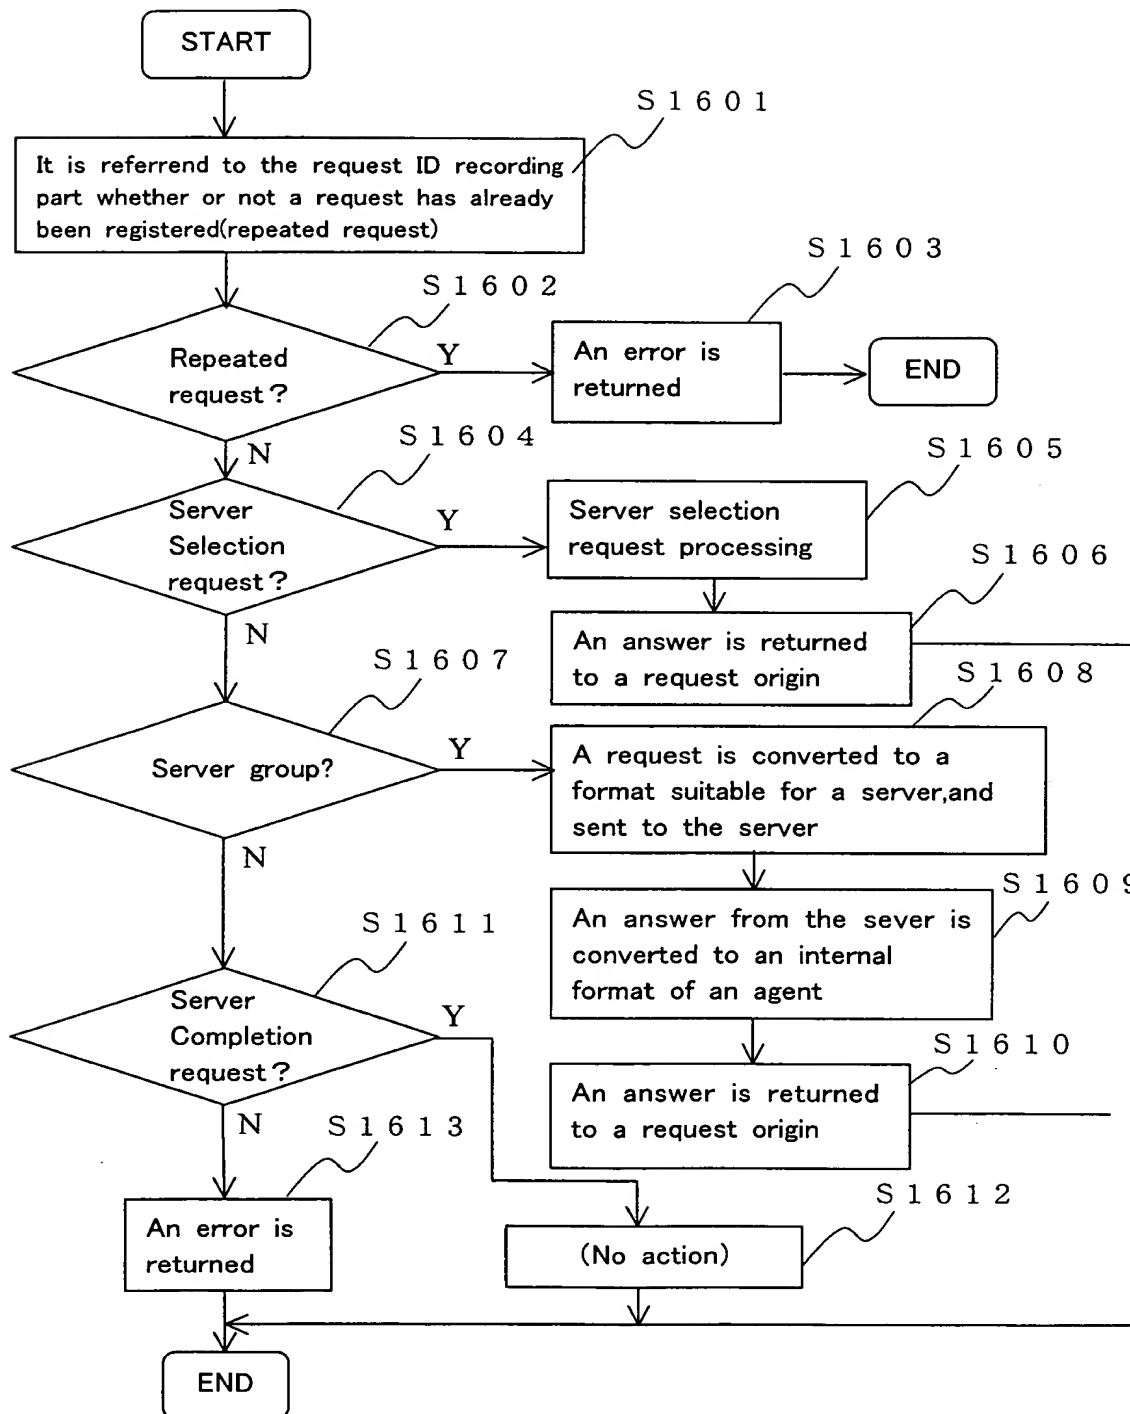 START
S1601
It is referrend to the request ID recording
part whether or not a request has already
been registered(repeated request)
S1602
S1603
Repeated
request?
Y
An error is
returned
END
N
S1604
S1605
Server
Selection
request?
Y
Server selection
request processing
S1606
N
An answer is returned
to a request origin
S1607
S1608
Server group?
Y
A request is converted to a
format suitable for a server,and
sent to the server
N
S1609
An answer from the sever is
converted to an internal
format of an agent
S1611
Server
Completion
request?
Y
S1610
An answer is returned
to a request origin
N
S1613
S1612
An error is
returned
(No action)
END